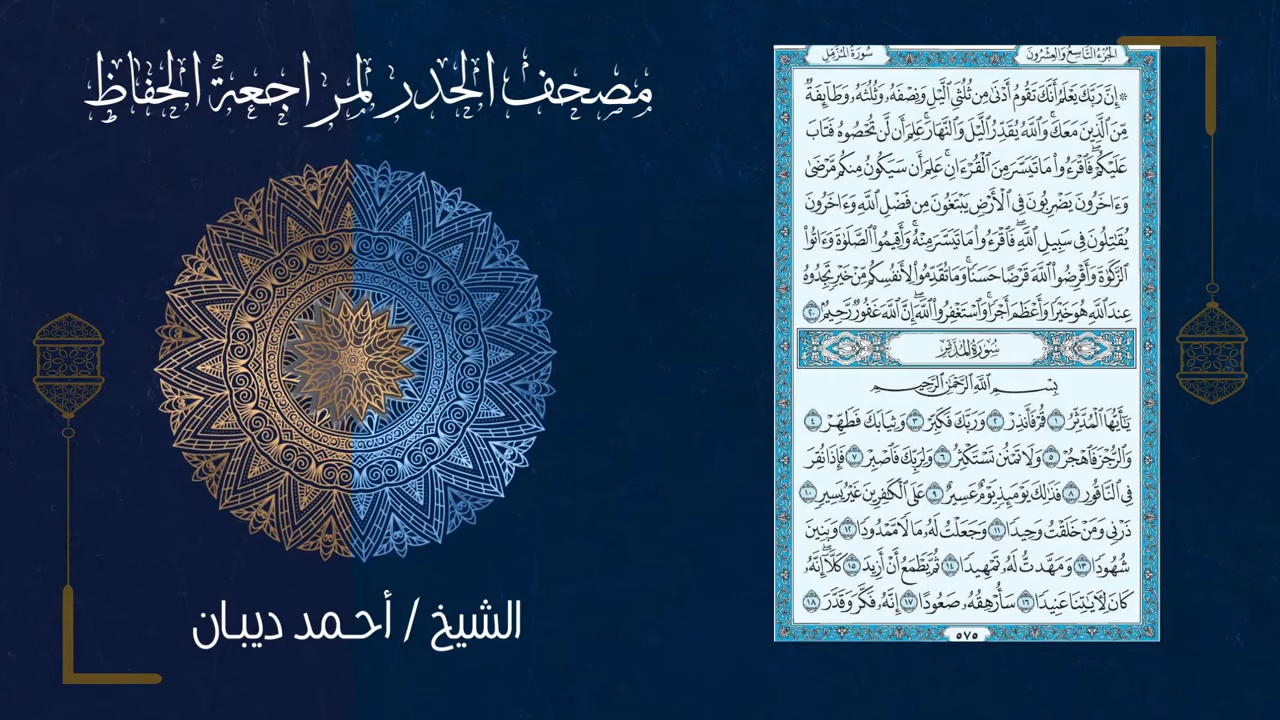 مصحف الحدر لمراجعة الحفاظ
الشيخ / أحمد ديبان
الجزء التاسع والعشرون
سورة المزمل
۞ إِنَّ رَبَّكَ يَعْلَمُ أَنَّكَ تَقُومُ أَدْنَىٰ مِن ثُلُثَيِ ٱلَّيْلِ وَنِصْفَهُۥ وَثُلُثَهُۥ وَطَآئِفَةٌ
مِّنَ ٱلَّذِينَ مَعَكَۚ وَٱللَّهُ يُقَدِّرُ ٱلَّيْلَ وَٱلنَّهَارَۚ عَلِمَ أَن لَّن تُحْصُوهُ فَتَابَ
عَلَيْكُمْۖ فَٱقْرَءُوا۟ مَا تَيَسَّرَ مِنَ ٱلْقُرْءَانِۚ عَلِمَ أَن سَيَكُونُ مِنكُم مَّرْضَىٰ
وَءَاخَرُونَ يَضْرِبُونَ فِى ٱلْأَرْضِ يَبْتَغُونَ مِن فَضْلِ ٱللَّهِ وَءَاخَرُونَ
يُقَٰتِلُونَ فِى سَبِيلِ ٱللَّهِۖ فَٱقْرَءُوا۟ مَا تَيَسَّرَ مِنْهُۚ وَأَقِيمُوا۟ ٱلصَّلَوٰةَ وَءَاتُوا۟
ٱلزَّكَوٰةَ وَأَقْرِضُوا۟ ٱللَّهَ قَرْضًا حَسَنًاۚ وَمَا تُقَدِّمُوا۟ لِأَنفُسِكُم مِّنْ خَيْرٍ تَجِدُوهُ
عِندَ ٱللَّهِ هُوَ خَيْرًا وَأَعْظَمَ أَجْرًاۚ وَٱسْتَغْفِرُوا۟ ٱللَّهَۖ إِنَّ ٱللَّهَ غَفُورٌ رَّحِيمٌۢ ٢٠
سورة المدثر
بِسْمِ ٱللَّهِ ٱلرَّحْمَٰنِ ٱلرَّحِيمِ
يَٰٓأَيُّهَا ٱلْمُدَّثِّرُ ١ قُمْ فَأَنذِرْ ٢ وَرَبَّكَ فَكَبِّرْ ٣ وَثِيَابَكَ فَطَهِّرْ ٤
وَٱلرُّجْزَ فَٱهْجُرْ ٥ وَلَا تَمْنُن تَسْتَكْثِرُ ٦ وَلِرَبِّكَ فَٱصْبِرْ ٧ فَإِذَا نُقِرَ
فِى ٱلنَّاقُورِ ٨ فَذَٰلِكَ يَوْمَئِذٍ يَوْمٌ عَسِيرٌ ٩ عَلَى ٱلْكَٰفِرِينَ غَيْرُ يَسِيرٍ ١٠
ذَرْنِى وَمَنْ خَلَقْتُ وَحِيدًا ١١ وَجَعَلْتُ لَهُۥ مَالًا مَّمْدُودًا ١٢ وَبَنِينَ
شُهُودًا ١٣ وَمَهَّدتُّ لَهُۥ تَمْهِيدًا ١٤ ثُمَّ يَطْمَعُ أَنْ أَزِيدَ ١٥ كَلَّآۖ إِنَّهُۥ
كَانَ لِءَايَٰتِنَا عَنِيدًا ١٦ سَأُرْهِقُهُۥ صَعُودًا ١٧ إِنَّهُۥ فَكَّرَ وَقَدَّرَ ١٨
٥٧٥